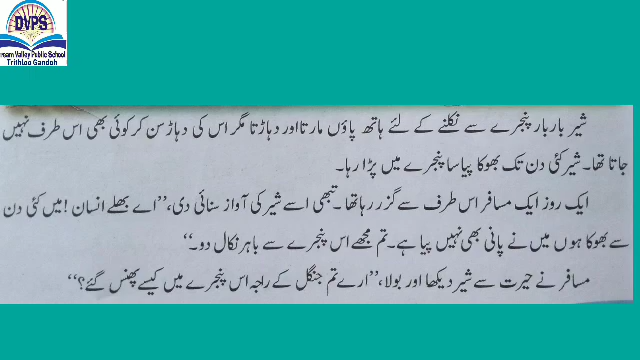 DVPS
ream Valley Public School
Trithloo Gandoh
شیر بار بار پنجرے سے نکلنے کے لئے ہاتھ پاؤں مارتا اور دہاڑتا مگر اس کی دہاڑ سن کر کوئی بھی اس طرف نہیں
جاتا تھا۔ شیر کئی دن تک بھوکا پیاسا پنجرے میں پڑا رہا۔
ایک روز ایک مسافر اس طرف سے گزر رہا تھا۔ تبھی اسے شیر کی آواز سنائی دی، ”اے بھلے انسان! میں کئی دن
سے بھوکا ہوں میں نے پانی بھی نہیں پیا ہے۔ تم مجھے اس پنجرے سے باہر نکال دو۔“
مسافر نے حیرت سے شیر دیکھا اور بولا، ”ارے تم جنگل کے راجہ اس پنجرے میں کیسے پھنس گئے؟“